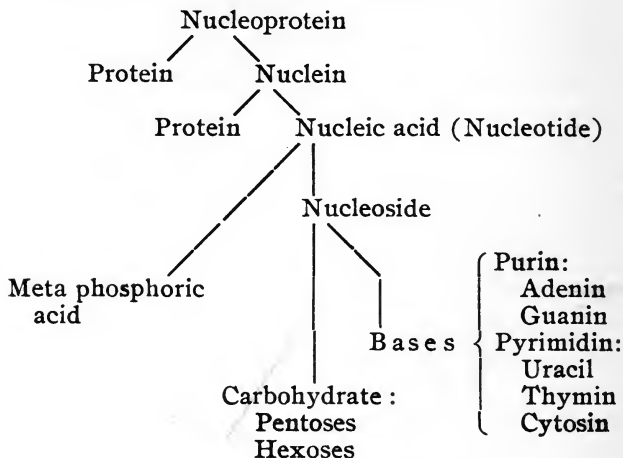 Nucleoprotein
Protein Nuclein
Protein Nucleic acid (Nucleotide)
Nucleoside
Meta phosphoric
acid
Bases
Purin:
Adenin
Guanin
Pyrimidin:
Uracil
Thymin
Cytosin
Carbohydrate :
Pentoses
Hexoses